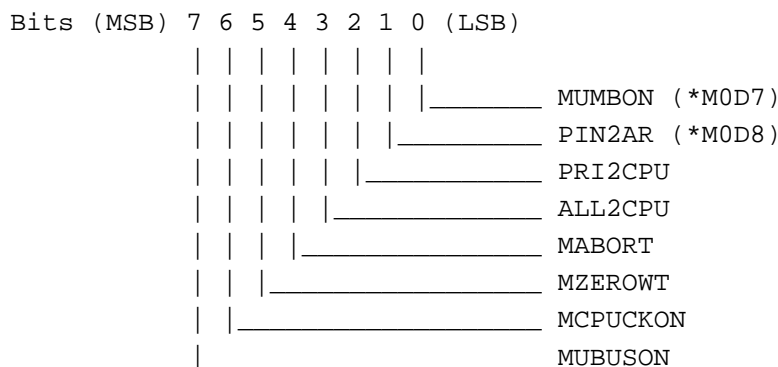 Bits (MSB) 7 6 5 4 3 2 1 0 (LSB)
MUMBON (*M0D7)
PIN2AR (*M0D8)
PRI2CPU
ALL2CPU
MABORT
MZEROWT
MCPUCKON
MUBUSON